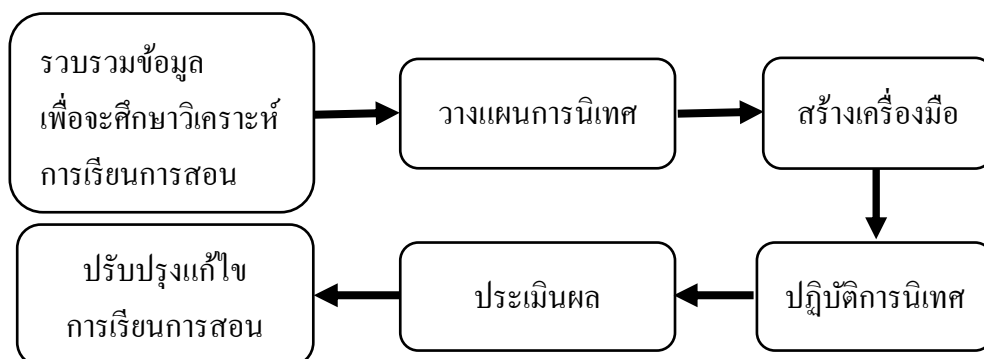 รวบรวมข้อมูล
เพื่อจะศึกษาวิเคราะห์
การเรียนการสอน
วางแผนการนิเทศ
สร้างเครื่องมือ
ปฏิบัติการนิเทศ
ประเมินผล
ปรับปรุงแก้ไข
การเรียนการสอน